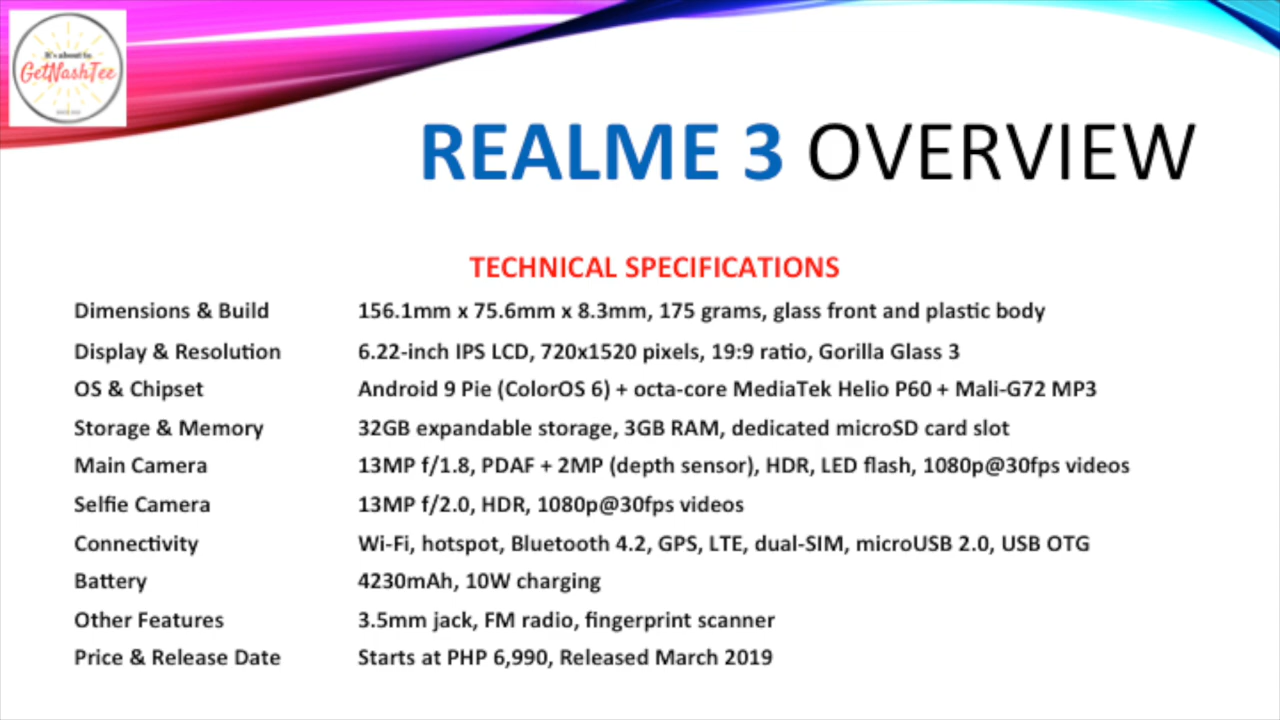 It's about to
GetNashTee
REALME 3 OVERVIEW
TECHNICAL SPECIFICATIONS
Dimensions & Build 156.1mm x 75.6mm x 8.3mm, 175 grams, glass front and plastic body
Display & Resolution 6.22-inch IPS LCD, 720x1520 pixels, 19:9 ratio, Gorilla Glass 3
OS & Chipset Android 9 Pie (ColorOS 6) + octa-core MediaTek Helio P60 + Mali-G72 MP3
Storage & Memory 32GB expandable storage, 3GB RAM, dedicated microSD card slot
Main Camera 13MP f/1.8, PDAF + 2MP (depth sensor), HDR, LED flash, 1080p@30fps videos
Selfie Camera 13MP f/2.0, HDR, 1080p@30fps videos
Connectivity Wi-Fi, hotspot, Bluetooth 4.2, GPS, LTE, dual-SIM, microUSB 2.0, USB OTG
Battery 4230mAh, 10W charging
Other Features 3.5mm jack, FM radio, fingerprint scanner
Price & Release Date Starts at PHP 6,990, Released March 2019